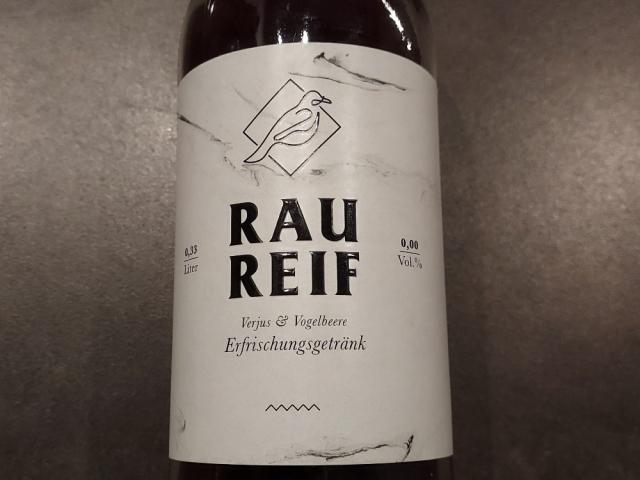 RAU
REIF
0,33
Liter
0,00
Vol.%
Verjus & Vogelbeere
Erfrischungsgetränk